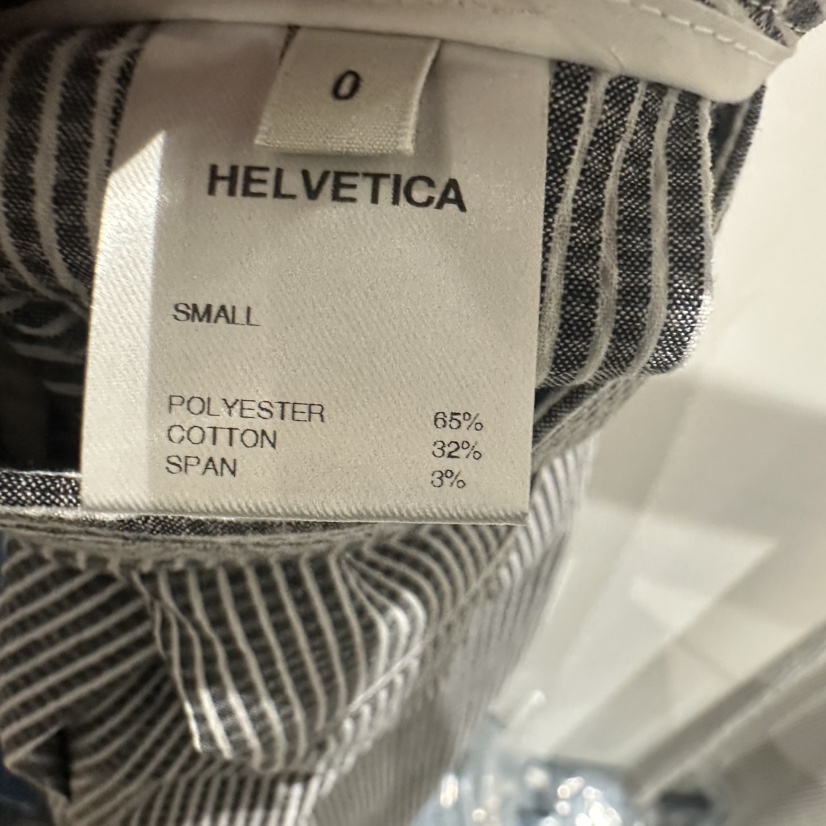 0
HELVETICA
SMALL
POLYESTER 65%
COTTON 32%
SPAN 3%